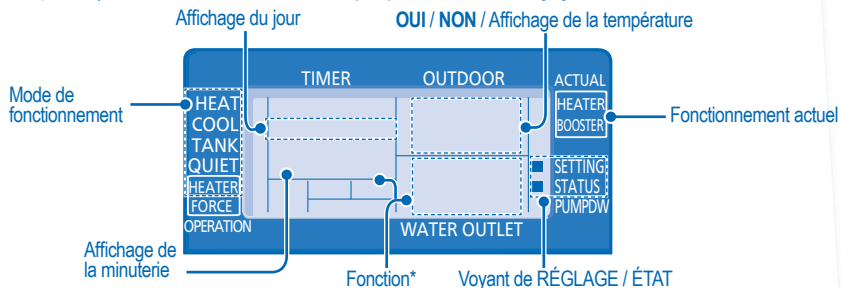 Affichage du jour
OUI / NON / Affichage de la température
TIMER
OUTDOOR
ACTUAL
Mode de
fonctionnement
HEAT
COOL
TANK
QUIET
HEATER
FORCE
OPERATION
HEATER
BOOSTER
Fonctionnement actuel
SETTING
STATUS
PUMPDW
WATER OUTLET
Affichage de
la minuterie
Fonction*
Voyant de RÉGLAGE / ÉTAT